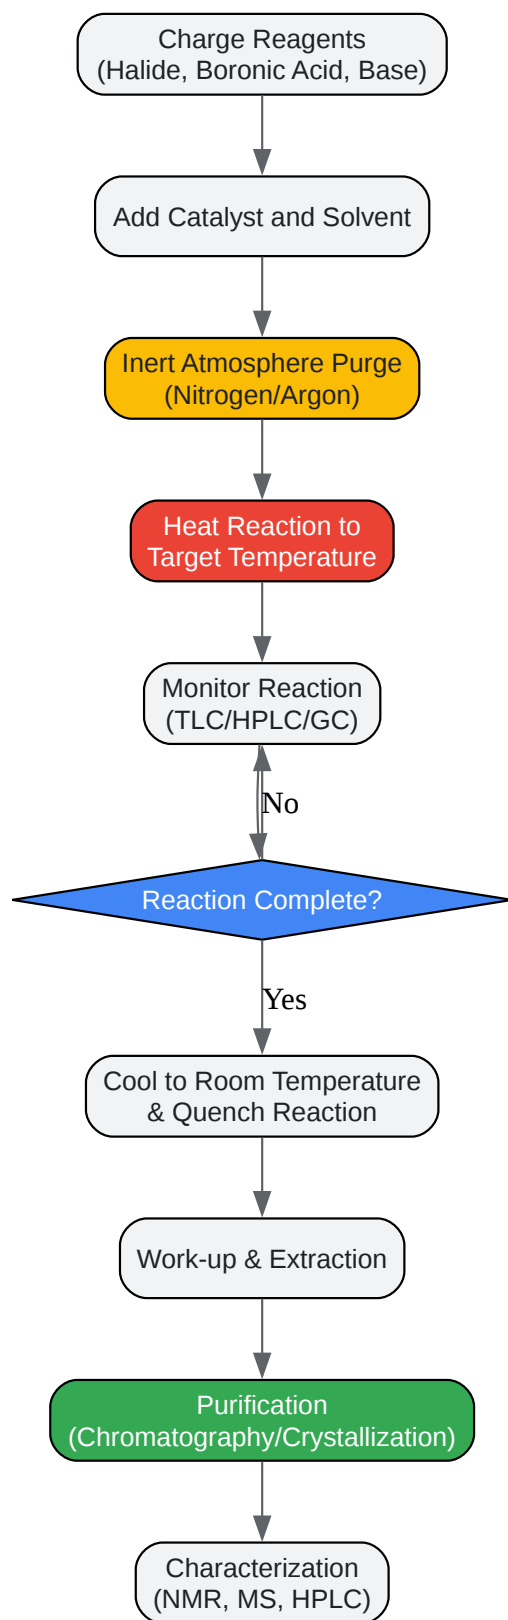 Charge Reagents
(Halide, Boronic Acid, Base)
Add Catalyst and Solvent
Inert Atmosphere Purge
(Nitrogen/Argon)
Heat Reaction to
Target Temperature
Monitor Reaction
(TLC/HPLC/GC)
No
Reaction Complete?
Yes
Cool to Room Temperature
& Quench Reaction
Work-up & Extraction
Purification
(Chromatography/Crystallization)
Characterization
(NMR, MS, HPLC)